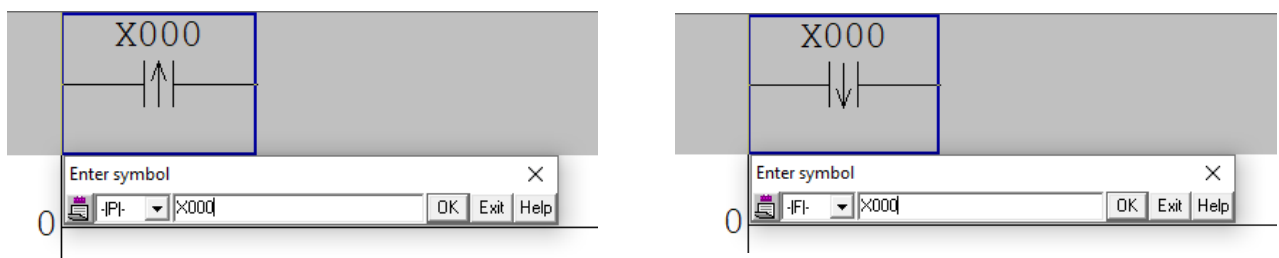 X000
Enter symbol
-|P|- X000 OK Exit Help
0
X000
Enter symbol
-|F|- X000 OK Exit Help
0